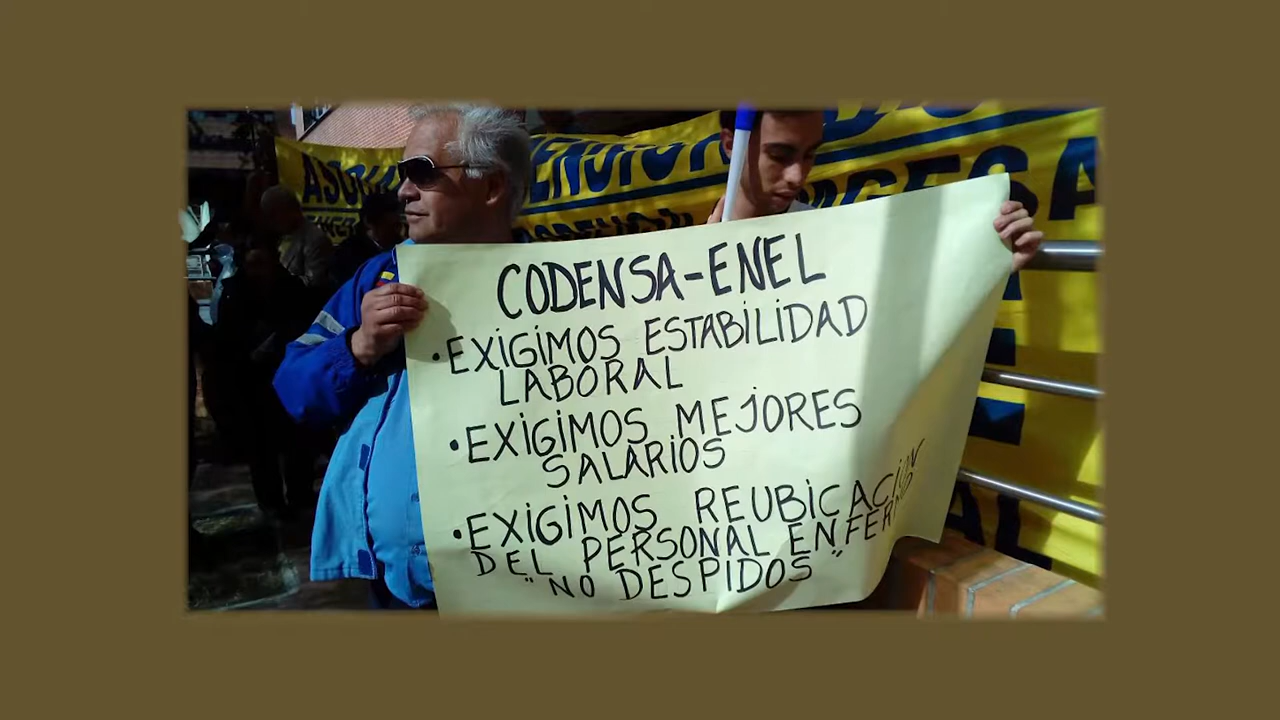 CODENSA-ENEL
• EXIGIMOS ESTABILIDAD
LABORAL
• EXIGIMOS MEJORES
SALARIOS
• EXIGIMOS REUBICACIÓN
DEL PERSONAL ENFERMO
"NO DESPIDOS"